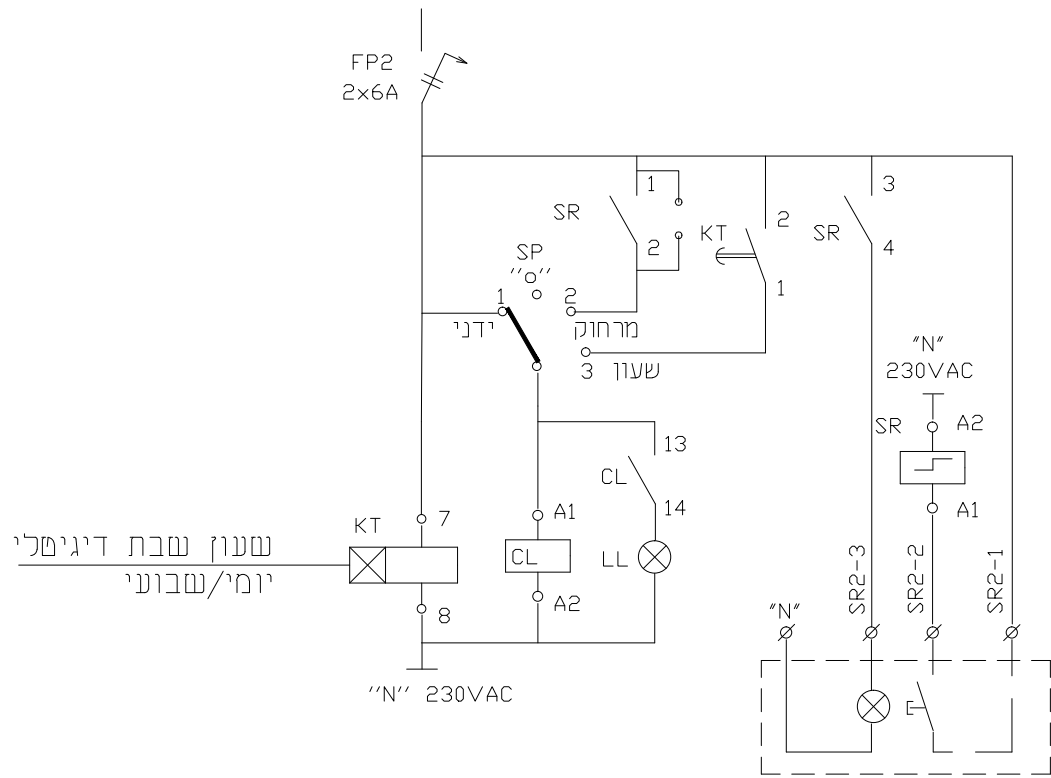 FP2
2x6A
1
SR
2
KT
2
1
3
SR
4
SP
"0"
1
2
ידני
מרחוק
3
שעון
"N"
230VAC
SR
A2
A1
13
CL
14
LL
A1
CL
A2
KT
7
8
שעון שבת דיגיטלי
יומי/שבועי
"N" 230VAC
"N"
SR2-3
SR2-2
SR2-1